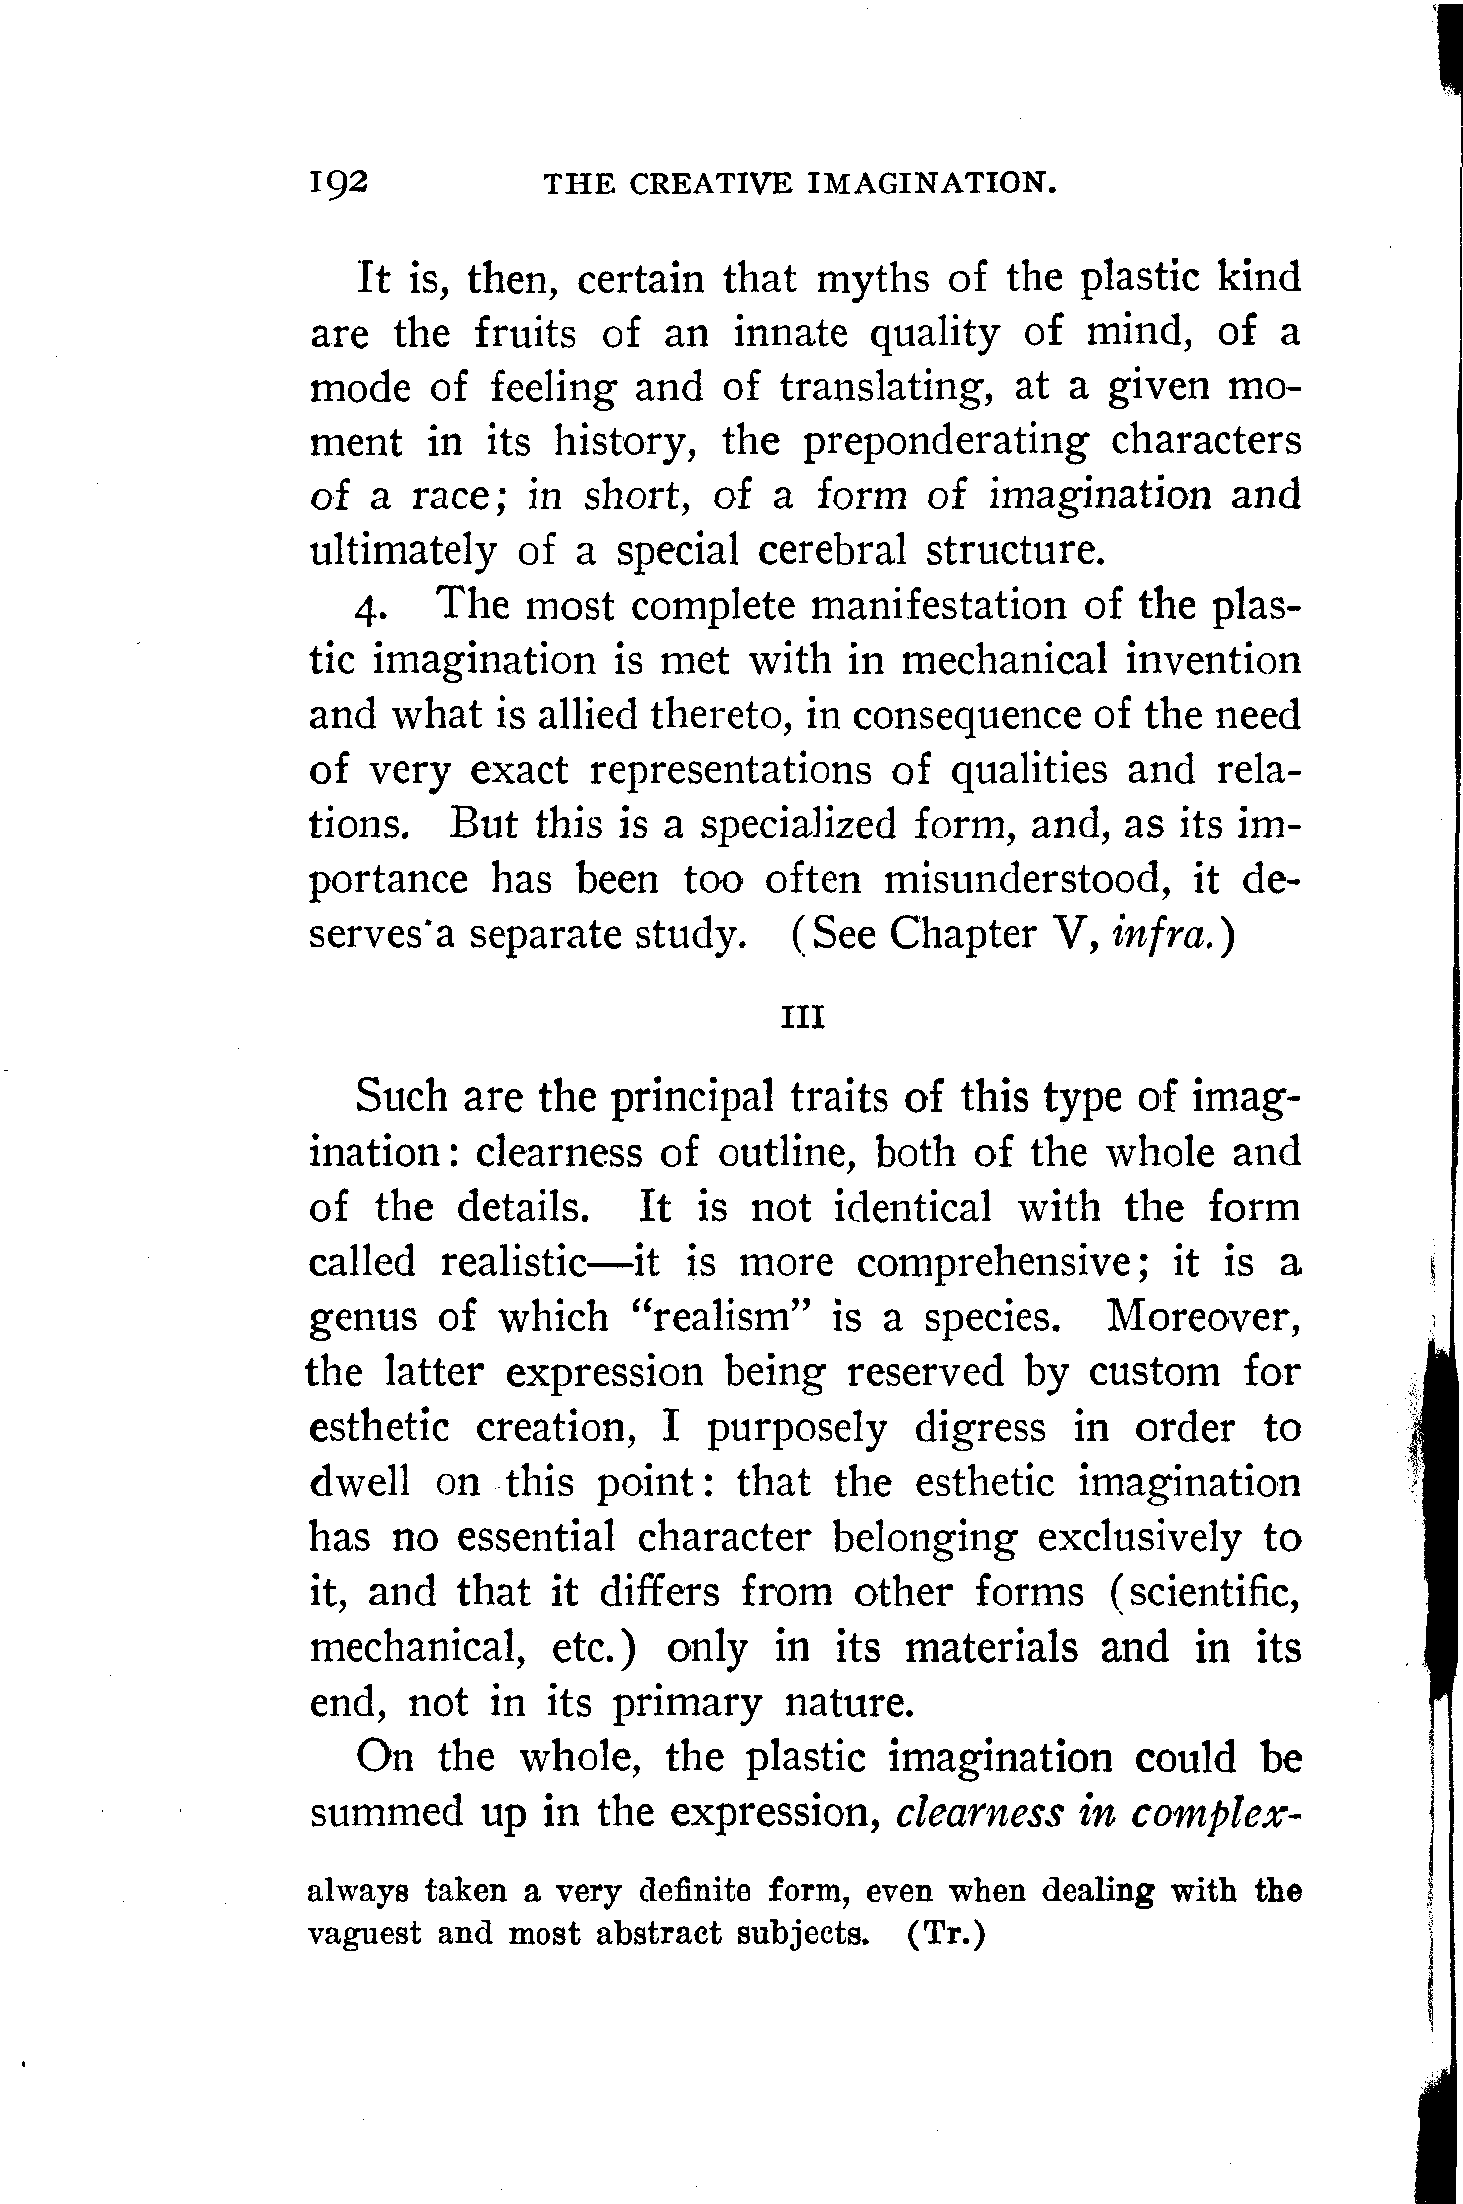 192 THE CREATIVE IMAGINATION.
It is, then, certain that myths of the plastic kind
are the fruits of an innate quality of mind, of a
mode of feeling and of translating, at a given mo-
ment in its history, the preponderating characters
of a race; in short, of a form of imagination and
ultimately of a special cerebral structure.
4. The most complete manifestation of the plas-
tic imagination is met with in mechanical invention
and what is allied thereto, in consequence of the need
of very exact representations of qualities and rela-
tions. But this is a specialized form, and, as its im-
portance has been too often misunderstood, it de-
serves a separate study. (See Chapter V, infra.)
III
Such are the principal traits of this type of imag-
ination: clearness of outline, both of the whole and
of the details. It is not identical with the form
called realistic—it is more comprehensive; it is a
genus of which “realism” is a species. Moreover,
the latter expression being reserved by custom for
esthetic creation, I purposely digress in order to
dwell on this point: that the esthetic imagination
has no essential character belonging exclusively to
it, and that it differs from other forms (scientific,
mechanical, etc.) only in its materials and in its
end, not in its primary nature.
On the whole, the plastic imagination could be
summed up in the expression, clearness in complex-
always taken a very definite form, even when dealing with the
vaguest and most abstract subjects. (Tr.)